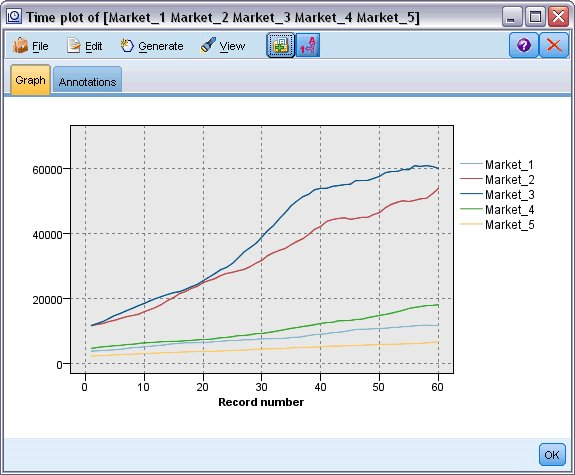 Time plot of [Market_1 Market_2 Market_3 Market_4 Market_5]
File Edit Generate View
Graph Annotations
60000
40000
20000
0
0 10 20 30 40 50 60
Record number
Market_1
Market_2
Market_3
Market_4
Market_5
OK